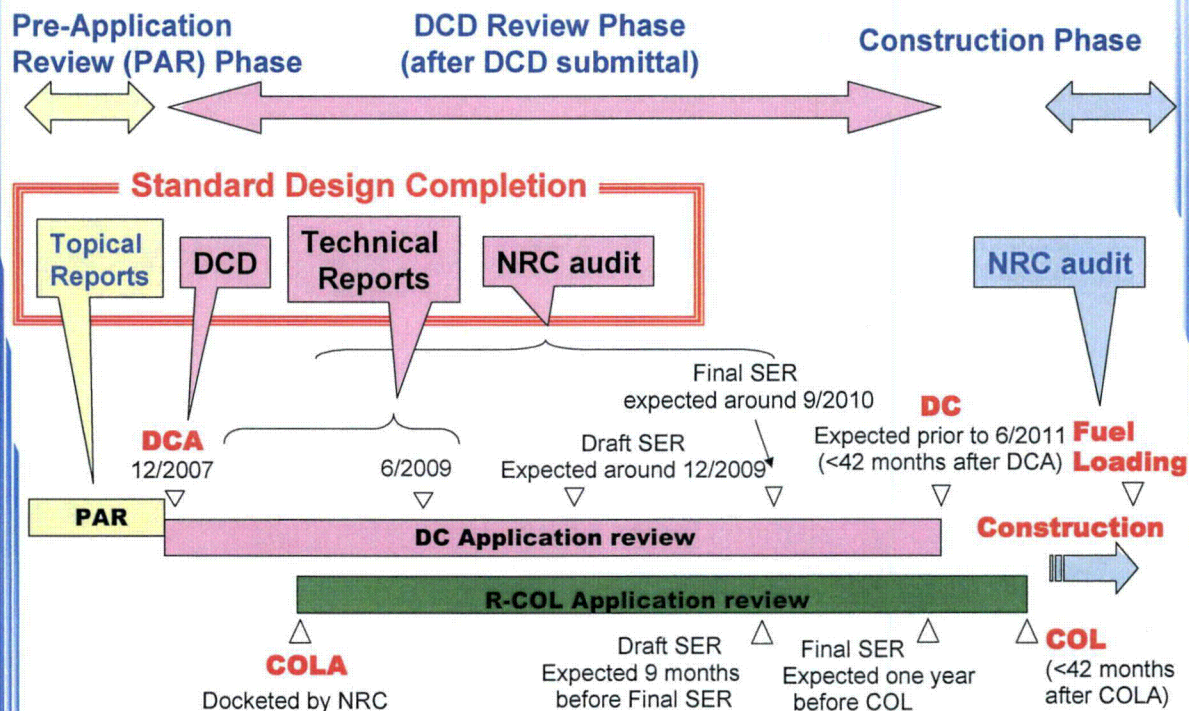 Pre-Application
Review (PAR) Phase
DCD Review Phase
(after DCD submittal)
Construction Phase
Standard Design Completion
Topical
Reports
DCD
Technical
Reports
NRC audit
NRC audit
DCA
12/2007
6/2009
Draft SER
Expected around 12/2009
Final SER
expected around 9/2010
DC
Expected prior to 6/2011
(<42 months after DCA)
Fuel
Loading
PAR
DC Application review
Construction
R-COL Application review
COLA
Docketed by NRC
Draft SER
Expected 9 months
before Final SER
Final SER
Expected one year
before COL
COL
(<42 months
after COLA)